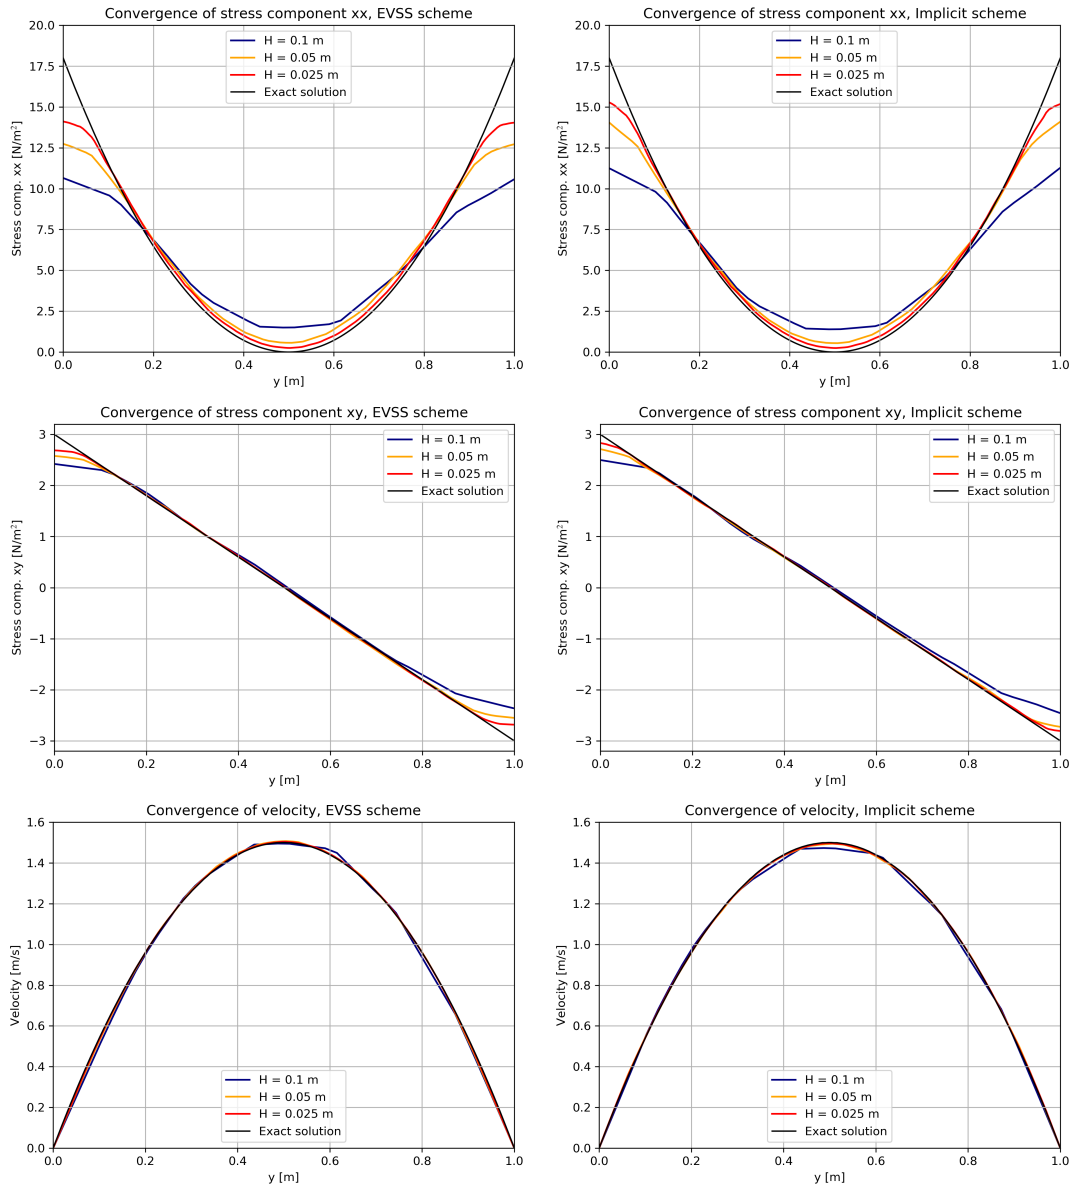 Convergence of stress component xx, EVSS scheme
20.0
17.5
15.0
12.5
10.0
7.5
5.0
2.5
0.0
Stress comp. xx [N/m²]
H = 0.1 m
H = 0.05 m
H = 0.025 m
Exact solution
0.0 0.2 0.4 0.6 0.8 1.0
y [m]
Convergence of stress component xx, Implicit scheme
20.0
17.5
15.0
12.5
10.0
7.5
5.0
2.5
0.0
Stress comp. xx [N/m²]
H = 0.1 m
H = 0.05 m
H = 0.025 m
Exact solution
0.0 0.2 0.4 0.6 0.8 1.0
y [m]
Convergence of stress component xy, EVSS scheme
3
2
1
0
−1
−2
−3
Stress comp. xy [N/m²]
H = 0.1 m
H = 0.05 m
H = 0.025 m
Exact solution
0.0 0.2 0.4 0.6 0.8 1.0
y [m]
Convergence of stress component xy, Implicit scheme
3
2
1
0
−1
−2
−3
Stress comp. xy [N/m²]
H = 0.1 m
H = 0.05 m
H = 0.025 m
Exact solution
0.0 0.2 0.4 0.6 0.8 1.0
y [m]
Convergence of velocity, EVSS scheme
1.6
1.4
1.2
1.0
0.8
0.6
0.4
0.2
0.0
Velocity [m/s]
H = 0.1 m
H = 0.05 m
H = 0.025 m
Exact solution
0.0 0.2 0.4 0.6 0.8 1.0
y [m]
Convergence of velocity, Implicit scheme
1.6
1.4
1.2
1.0
0.8
0.6
0.4
0.2
0.0
Velocity [m/s]
H = 0.1 m
H = 0.05 m
H = 0.025 m
Exact solution
0.0 0.2 0.4 0.6 0.8 1.0
y [m]